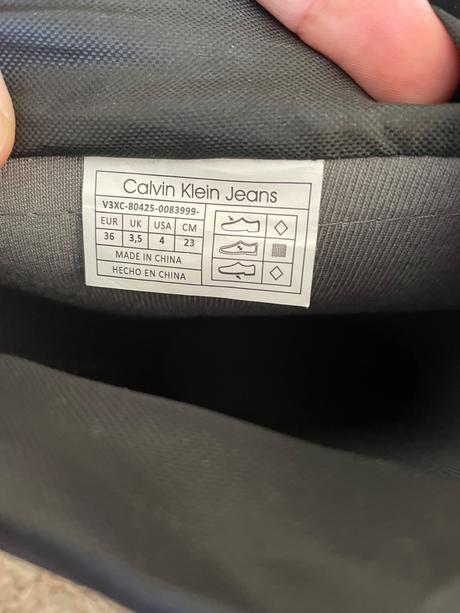 Calvin Klein Jeans
V3XC-80425-0083999-
EUR UK USA CM
36 3,5 4 23
MADE IN CHINA
HECHO EN CHINA